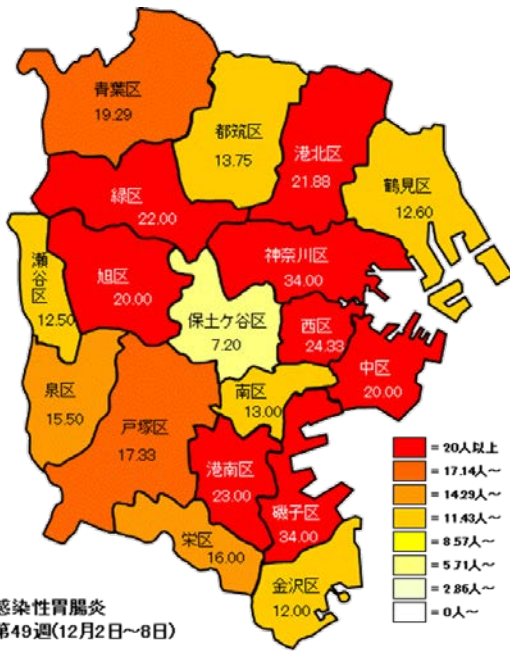 青葉区
19.29
都筑区
13.75
港北区
21.88
鶴見区
12.60
緑区
22.00
瀬谷区
12.50
旭区
20.00
神奈川区
34.00
保土ケ谷区
7.20
西区
24.33
中区
20.00
泉区
15.50
南区
13.00
戸塚区
17.33
港南区
23.00
磯子区
34.00
栄区
16.00
金沢区
12.00
= 20人以上
= 17.14人~
= 14.29人~
= 11.43人~
= 8.57人~
= 5.71人~
= 2.86人~
= 0人~
感染性胃腸炎
第49週(12月2日~8日)